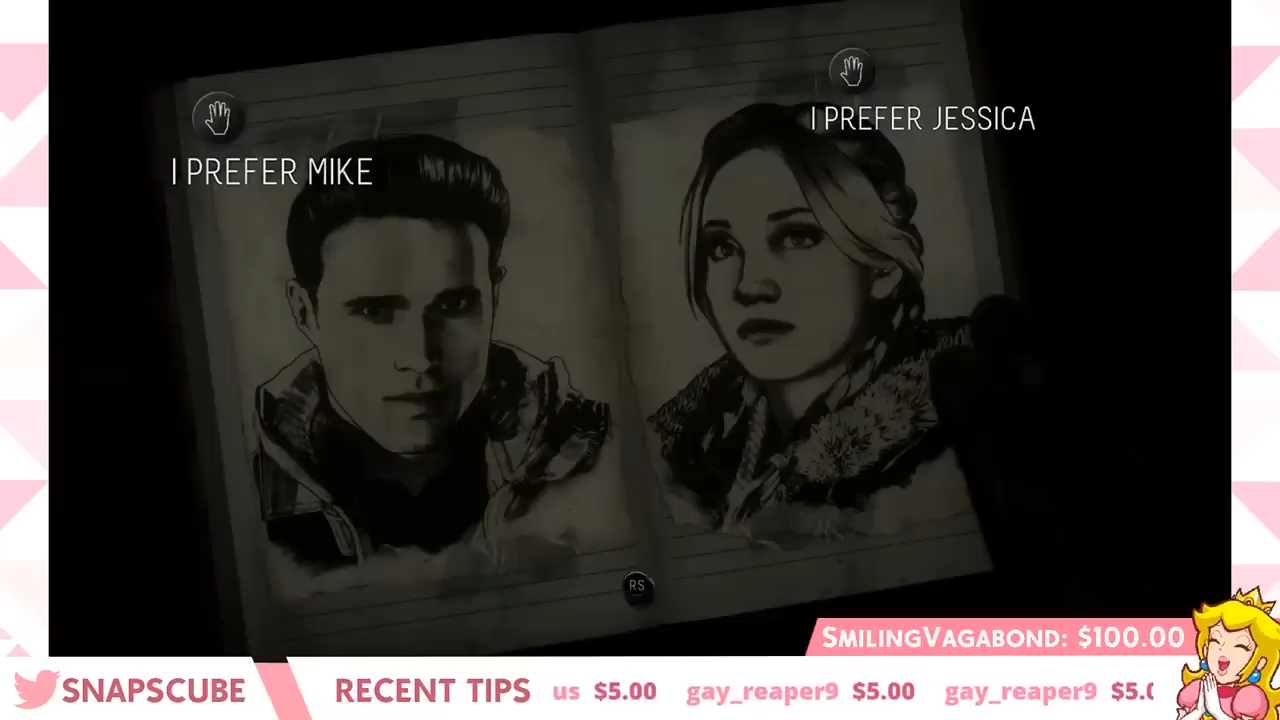 I PREFER JESSICA
I PREFER MIKE
RS
SMILINGVAGABOND: $100.00
SNAPSCUBE
RECENT TIPS
us $5.00 gay_reaper9 $5.00 gay_reaper9